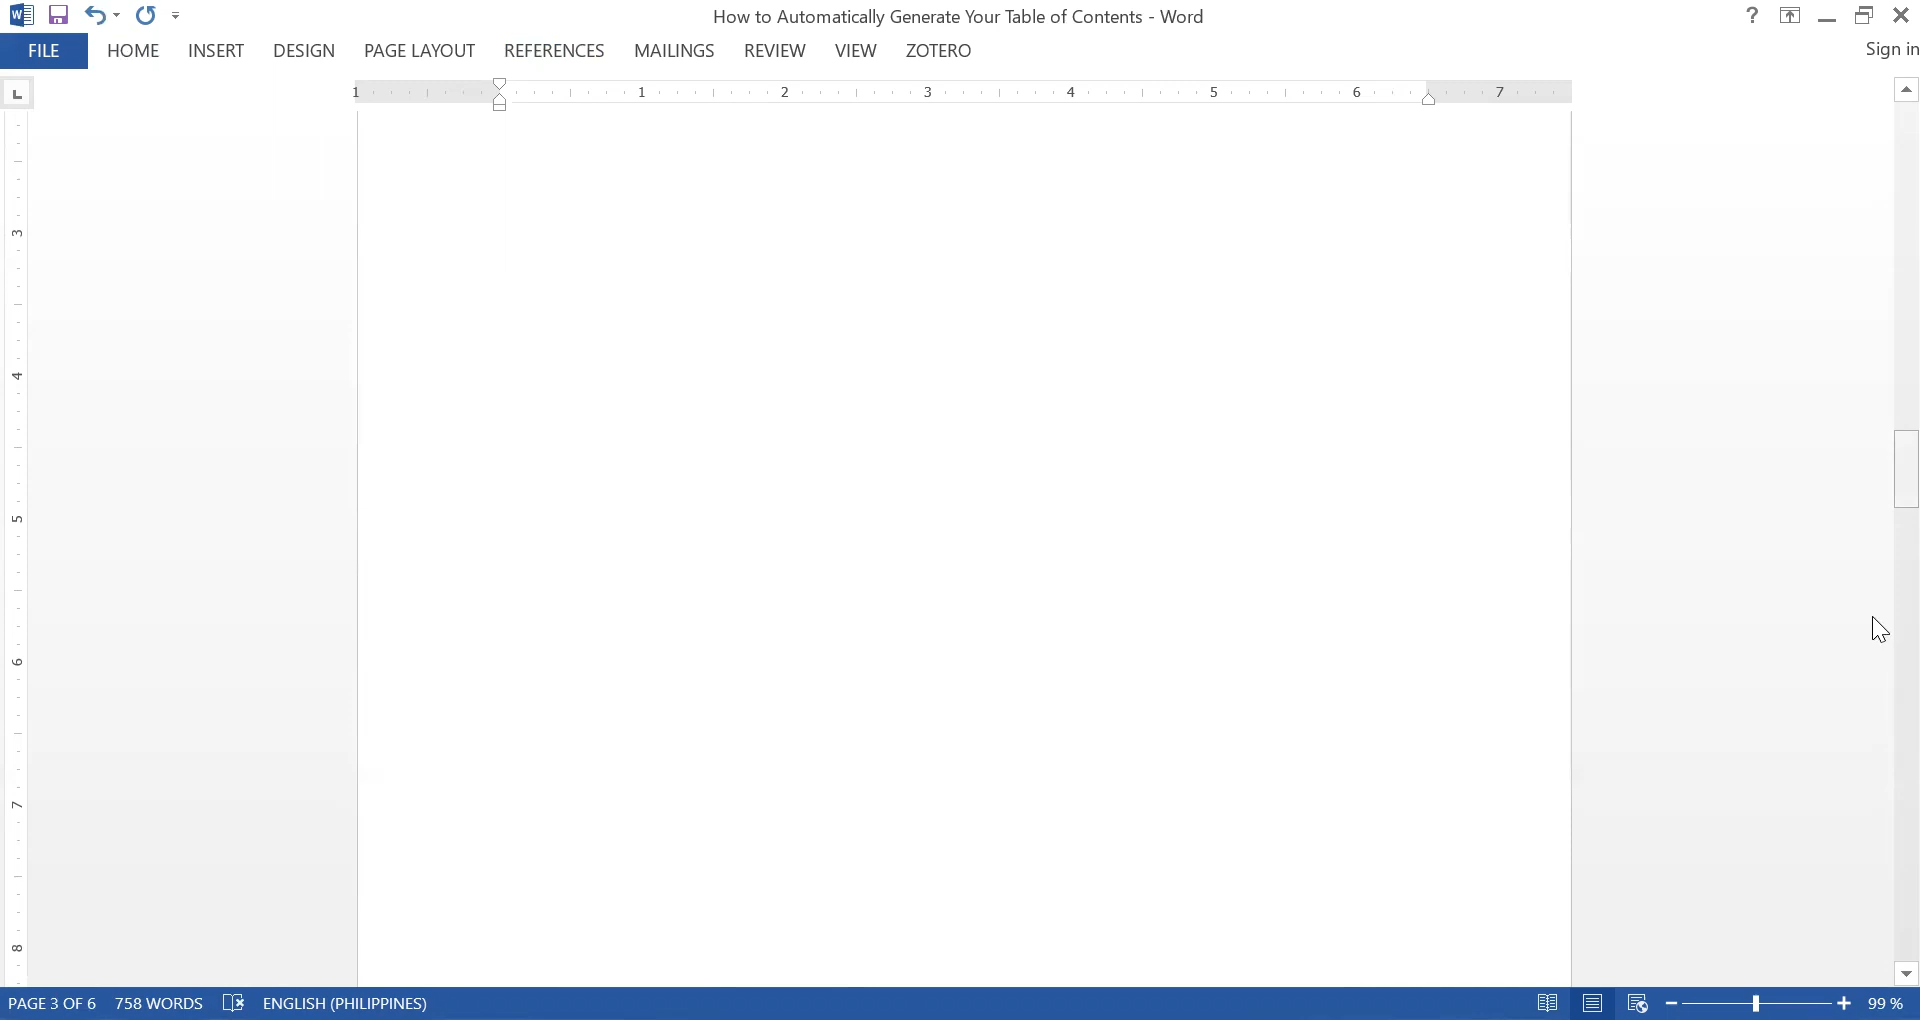 How to Automatically Generate Your Table of Contents - Word
?
FILE HOME INSERT DESIGN PAGE LAYOUT REFERENCES MAILINGS REVIEW VIEW ZOTERO Sign in
L
1 1 2 3 4 5 6 7
3
4
5
6
7
8
PAGE 3 OF 6 758 WORDS ENGLISH (PHILIPPINES) 99 %